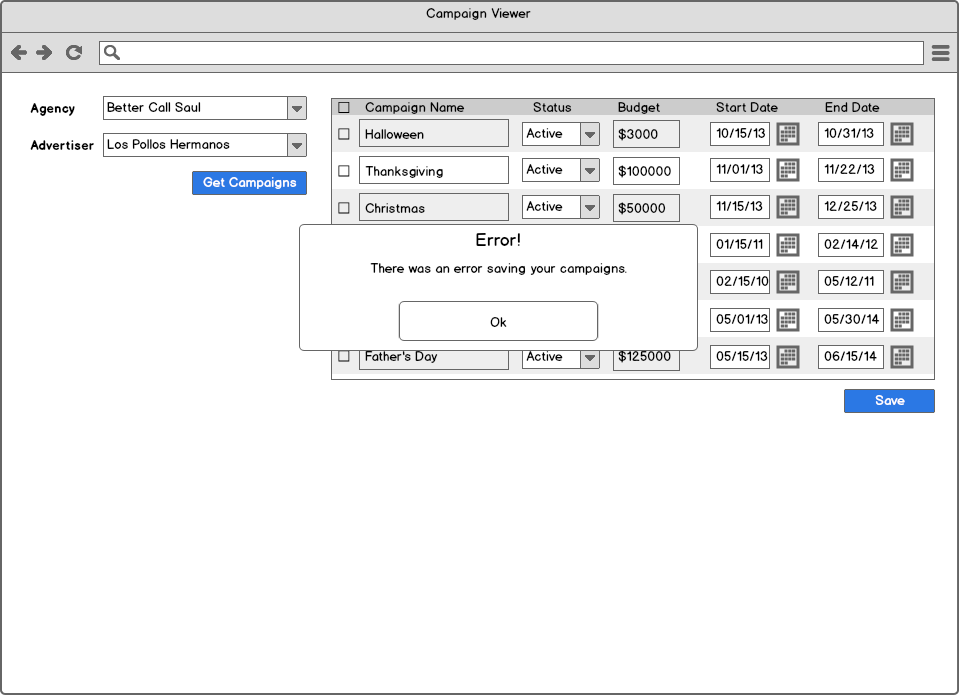 Campaign Viewer
Agency Better Call Saul
Advertiser Los Pollos Hermanos
Get Campaigns
Campaign Name Status Budget Start Date End Date
Halloween Active $3000 10/15/13 10/31/13
Thanksgiving Active $100000 11/01/13 11/22/13
Christmas Active $50000 11/15/13 12/25/13
01/15/11 02/14/12
02/15/10 05/12/11
05/01/13 05/30/14
Father's Day Active $125000 05/15/13 06/15/14
Error!
There was an error saving your campaigns.
Ok
Save